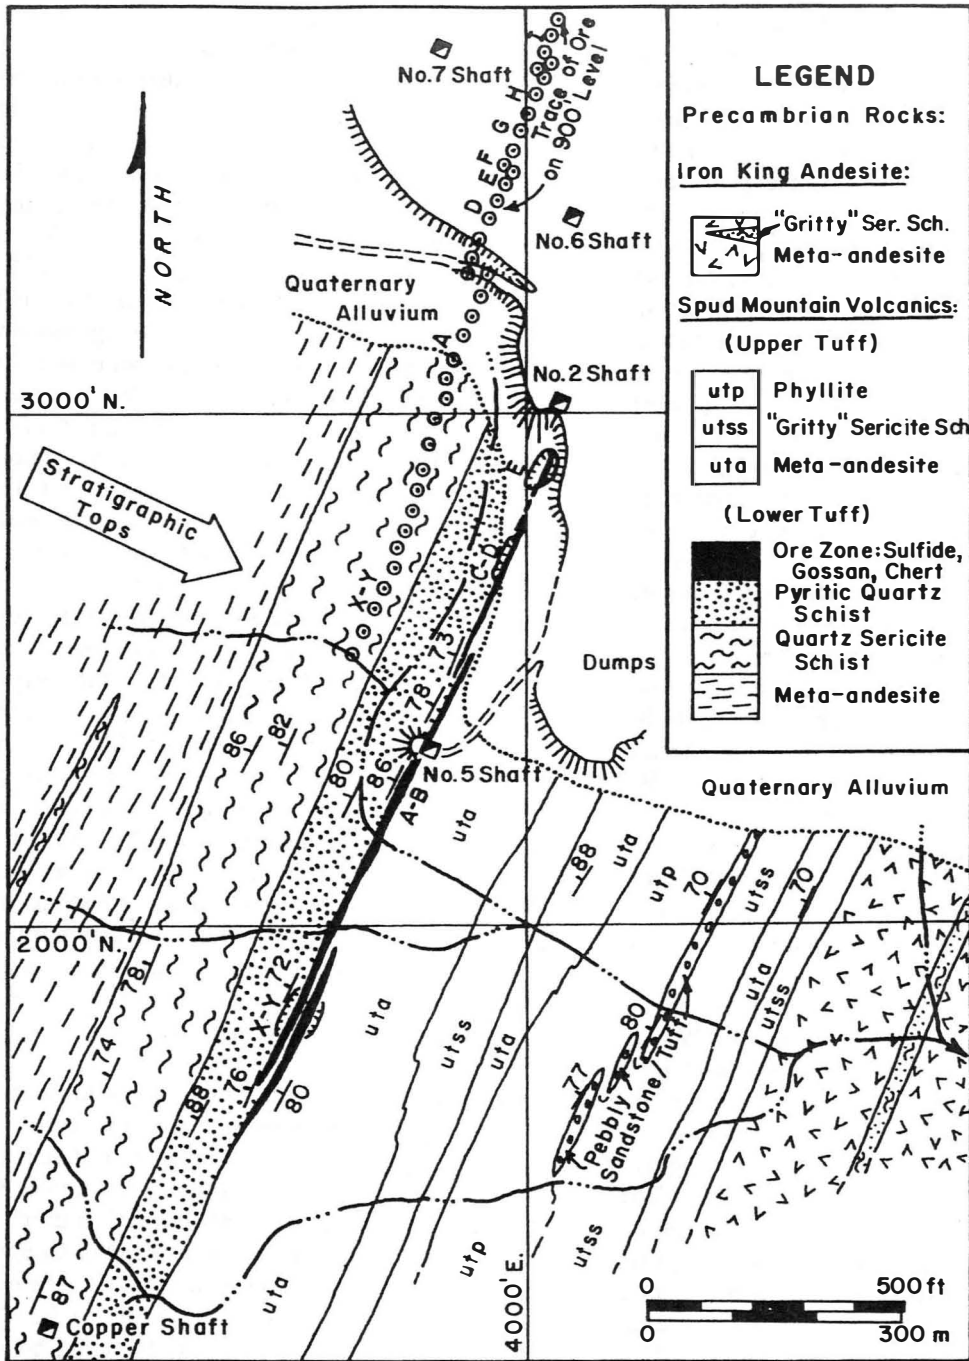 No.7 Shaft
I
H
G
F
E
D
A
Trace of Ore
on 900' Level
No.6 Shaft
NORTH
Quaternary
Alluvium
No.2 Shaft
3000' N.
Stratigraphic
Tops
E
C-D
X-Y
73
78
Dumps
86
82
80
86
No.5 Shaft
A-B
Quaternary Alluvium
uta
88
uta
utp
70
utss
70
2000' N.
78
72
X-Y
uta
utss
uta
uta
utss
80
74
77
76
88
80
Pebbly
Sandstone/Tuff
utp
utss
uta
87
Copper Shaft
4000' E.
0 500 ft
0 300 m
LEGEND
Precambrian Rocks:
Iron King Andesite:
"Gritty" Ser. Sch.
Meta-andesite
Spud Mountain Volcanics:
(Upper Tuff)
utp Phyllite
utss "Gritty" Sericite Sch
uta Meta-andesite
(Lower Tuff)
Ore Zone: Sulfide,
Gossan, Chert
Pyritic Quartz
Schist
Quartz Sericite
Schist
Meta-andesite